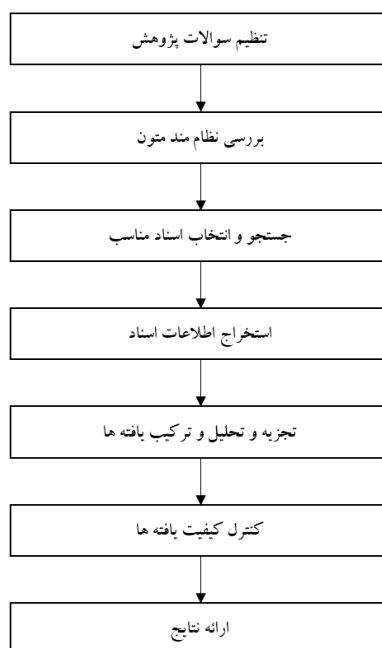 تنظیم سوالات پژوهش
بررسی نظام مند متون
جستجو و انتخاب اسناد مناسب
استخراج اطلاعات اسناد
تجزیه و تحلیل و ترکیب یافته ها
کنترل کیفیت یافته ها
ارائه نتایج